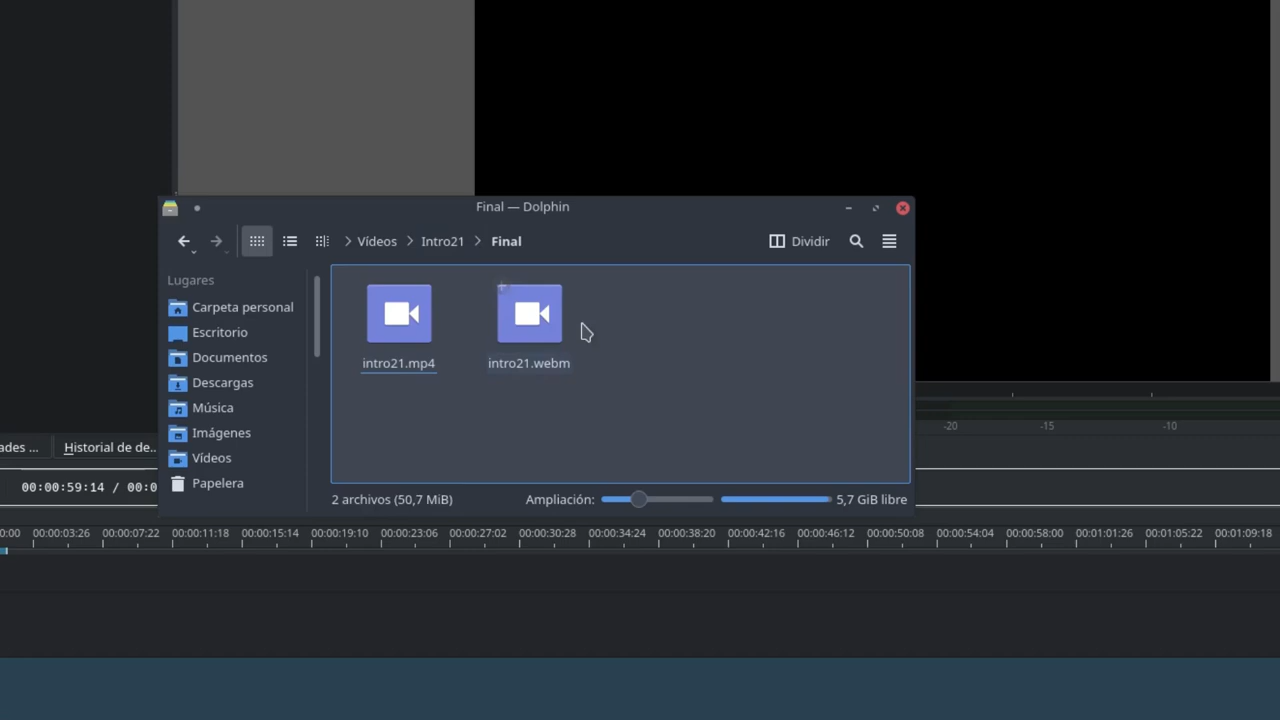 Final — Dolphin
Vídeos
Intro21
Final
Dividir
Lugares
Carpeta personal
Escritorio
Documentos
Descargas
Música
Imágenes
Vídeos
Papelera
intro21.mp4
intro21.webm
2 archivos (50,7 MiB)
Ampliación:
5,7 GiB libre
-20
-15
-10
ades ...
Historial de de..
00:00:59:14 / 00:0
0:00 00:00:03:26 00:00:07:22 00:00:11:18 00:00:15:14 00:00:19:10 00:00:23:06 00:00:27:02 00:00:30:28 00:00:34:24 00:00:38:20 00:00:42:16 00:00:46:12 00:00:50:08 00:00:54:04 00:00:58:00 00:01:01:26 00:01:05:22 00:01:09:18